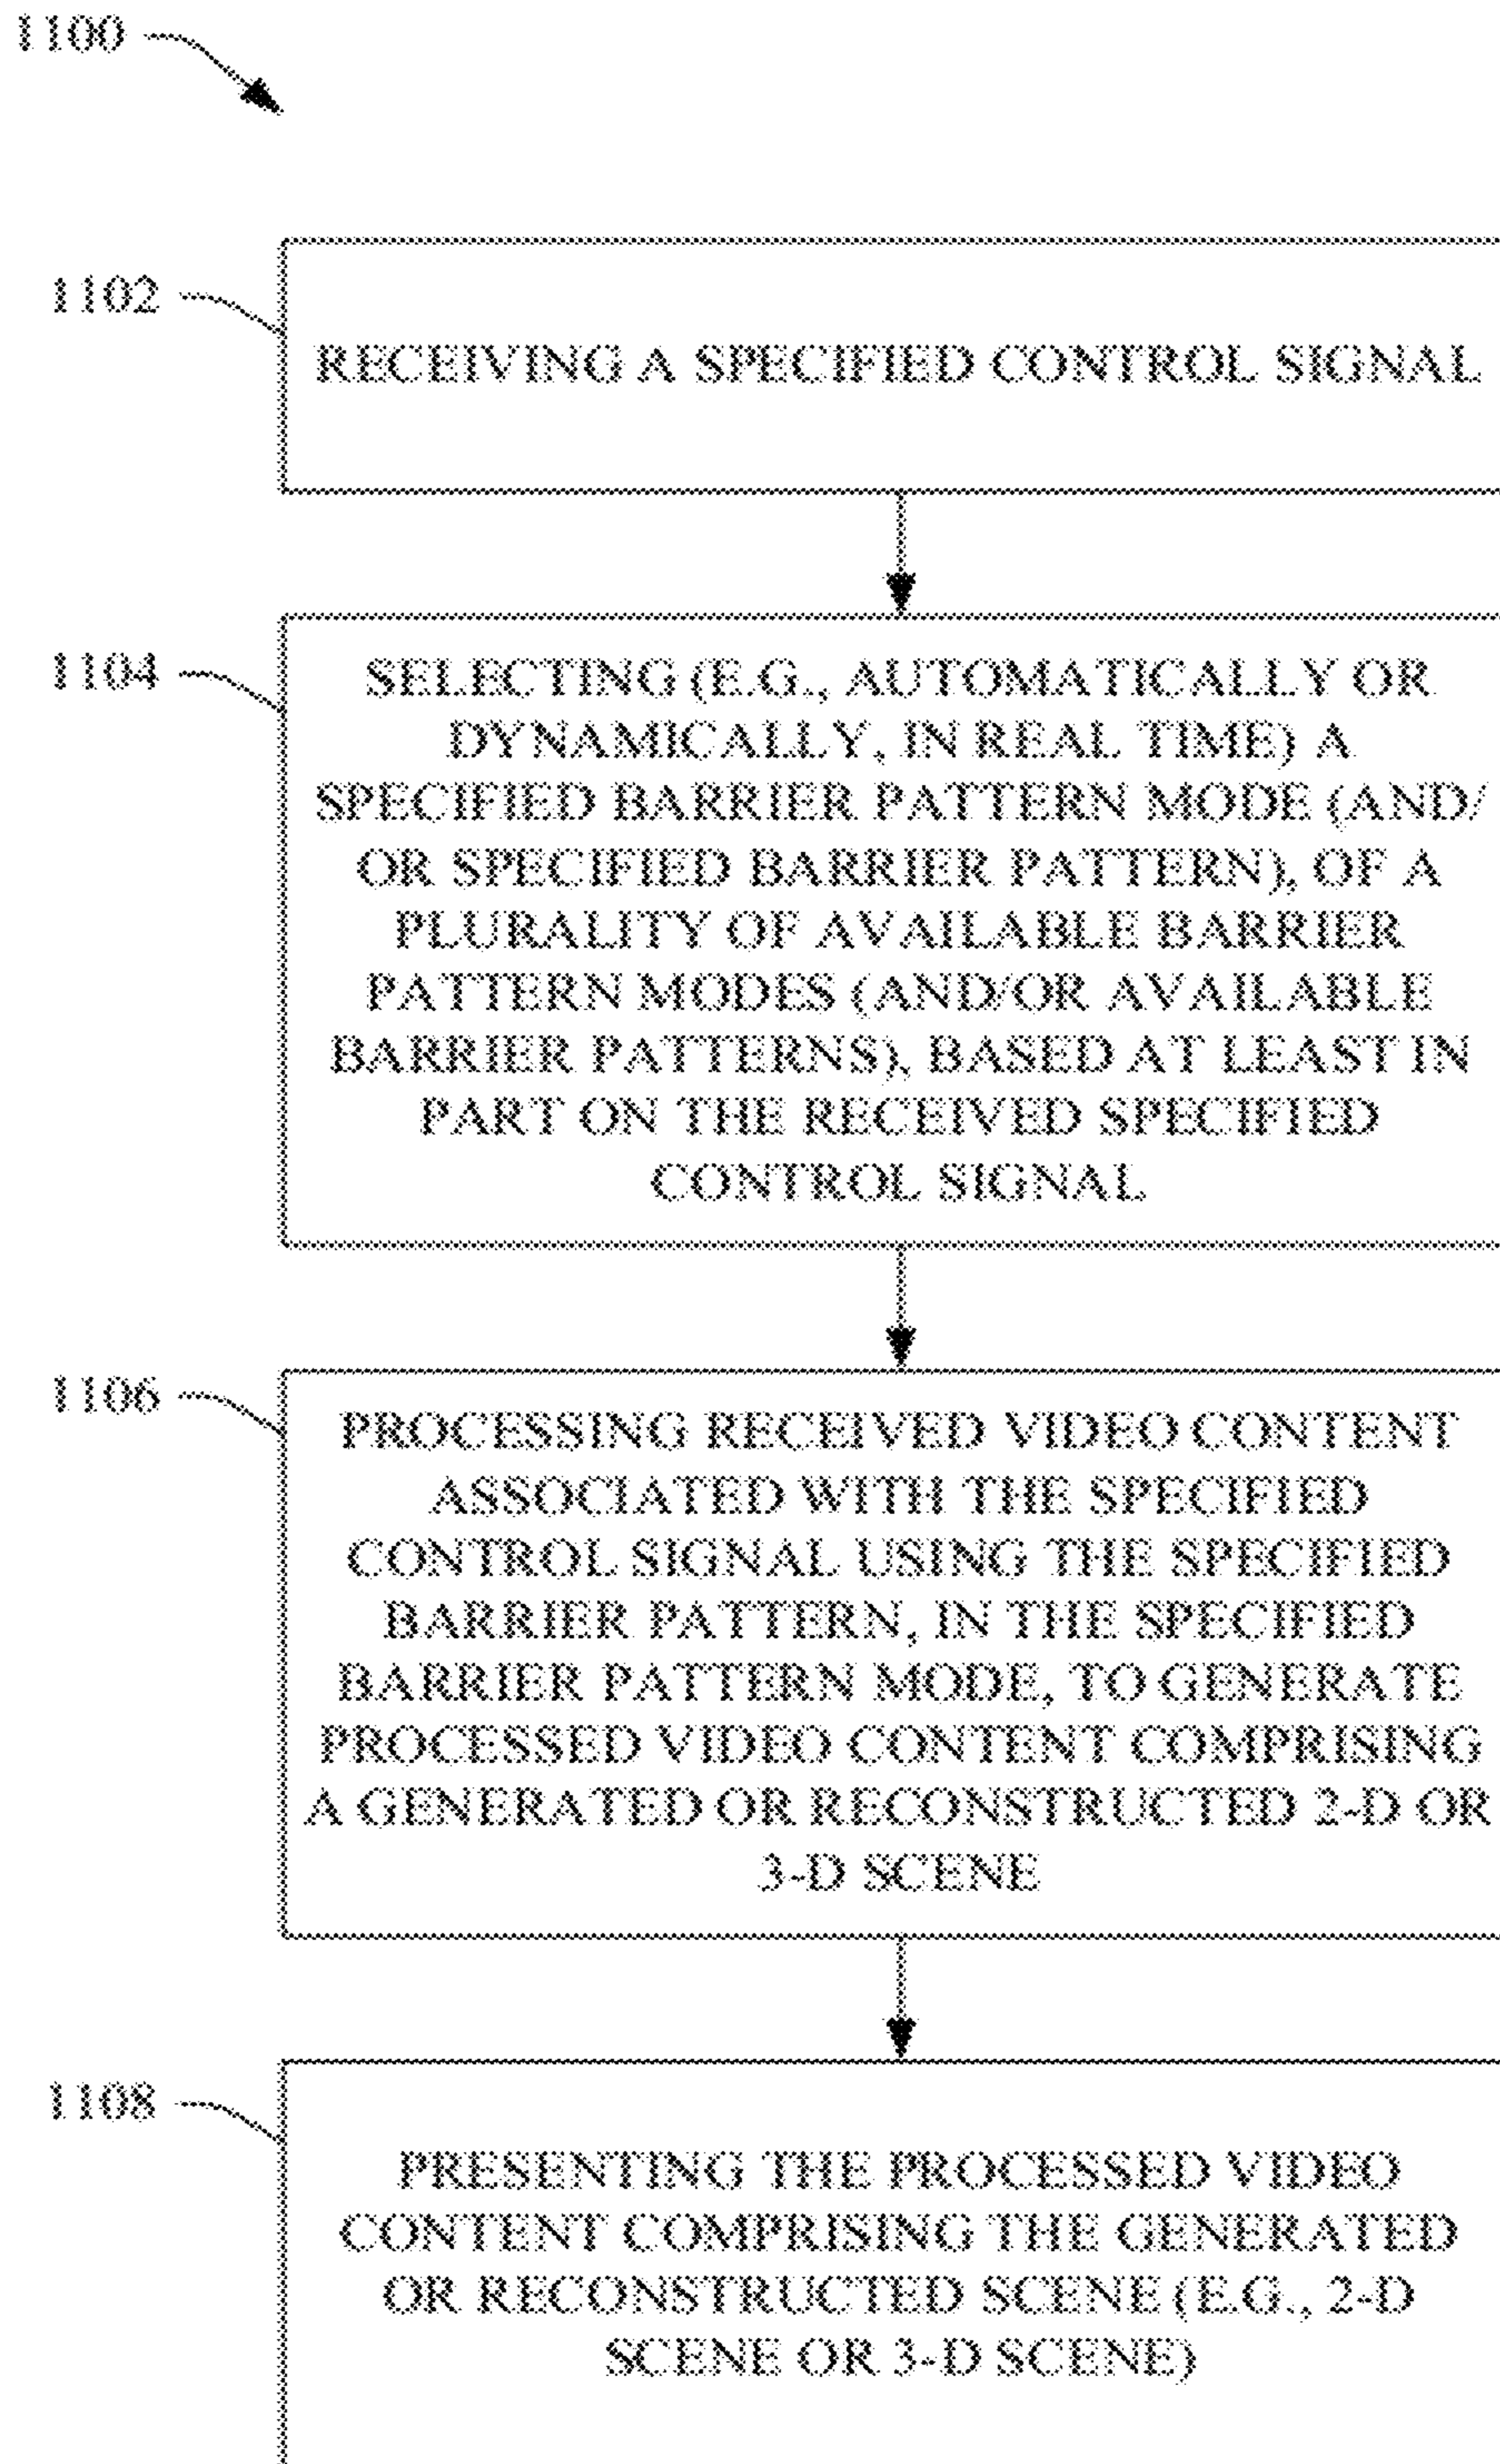 1100
1102
RECEIVING A SPECIFIED CONTROL SIGNAL
1104
SELECTING (E.G., AUTOMATICALLY OR
DYNAMICALLY, IN REAL TIME) A
SPECIFIED BARRIER PATTERN MODE (AND/
OR SPECIFIED BARRIER PATTERN), OF A
PLURALITY OF AVAILABLE BARRIER
PATTERN MODES (AND/OR AVAILABLE
BARRIER PATTERNS), BASED AT LEAST IN
PART ON THE RECEIVED SPECIFIED
CONTROL SIGNAL
1106
PROCESSING RECEIVED VIDEO CONTENT
ASSOCIATED WITH THE SPECIFIED
CONTROL SIGNAL USING THE SPECIFIED
BARRIER PATTERN, IN THE SPECIFIED
BARRIER PATTERN MODE, TO GENERATE
PROCESSED VIDEO CONTENT COMPRISING
A GENERATED OR RECONSTRUCTED 2-D OR
3-D SCENE
1108
PRESENTING THE PROCESSED VIDEO
CONTENT COMPRISING THE GENERATED
OR RECONSTRUCTED SCENE (E.G., 2-D
SCENE OR 3-D SCENE)